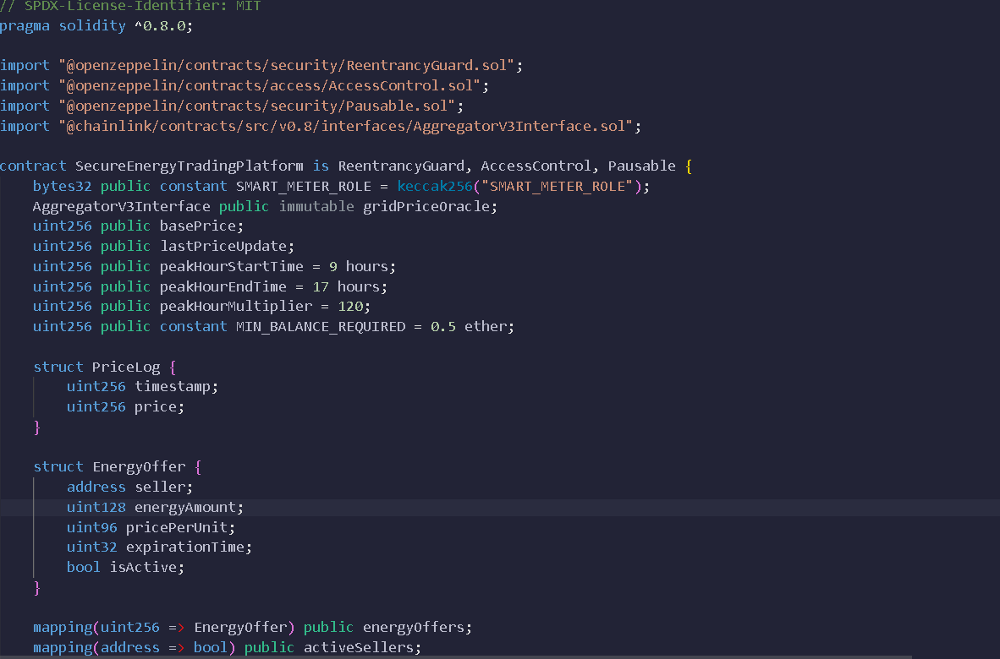 // SPDX-License-Identifier: MIT
pragma solidity ^0.8.0;
import "@openzeppelin/contracts/security/ReentrancyGuard.sol";
import "@openzeppelin/contracts/access/AccessControl.sol";
import "@openzeppelin/contracts/security/Pausable.sol";
import "@chainlink/contracts/src/v0.8/interfaces/AggregatorV3Interface.sol";
contract SecureEnergyTradingPlatform is ReentrancyGuard, AccessControl, Pausable {
bytes32 public constant SMART_METER_ROLE = keccak256("SMART_METER_ROLE");
AggregatorV3Interface public immutable gridPriceOracle;
uint256 public basePrice;
uint256 public lastPriceUpdate;
uint256 public peakHourStartTime = 9 hours;
uint256 public peakHourEndTime = 17 hours;
uint256 public peakHourMultiplier = 120;
uint256 public constant MIN_BALANCE_REQUIRED = 0.5 ether;
struct PriceLog {
uint256 timestamp;
uint256 price;
}
struct EnergyOffer {
address seller;
uint128 energyAmount;
uint96 pricePerUnit;
uint32 expirationTime;
bool isActive;
}
mapping(uint256 => EnergyOffer) public energyOffers;
mapping(address => bool) public activeSellers;